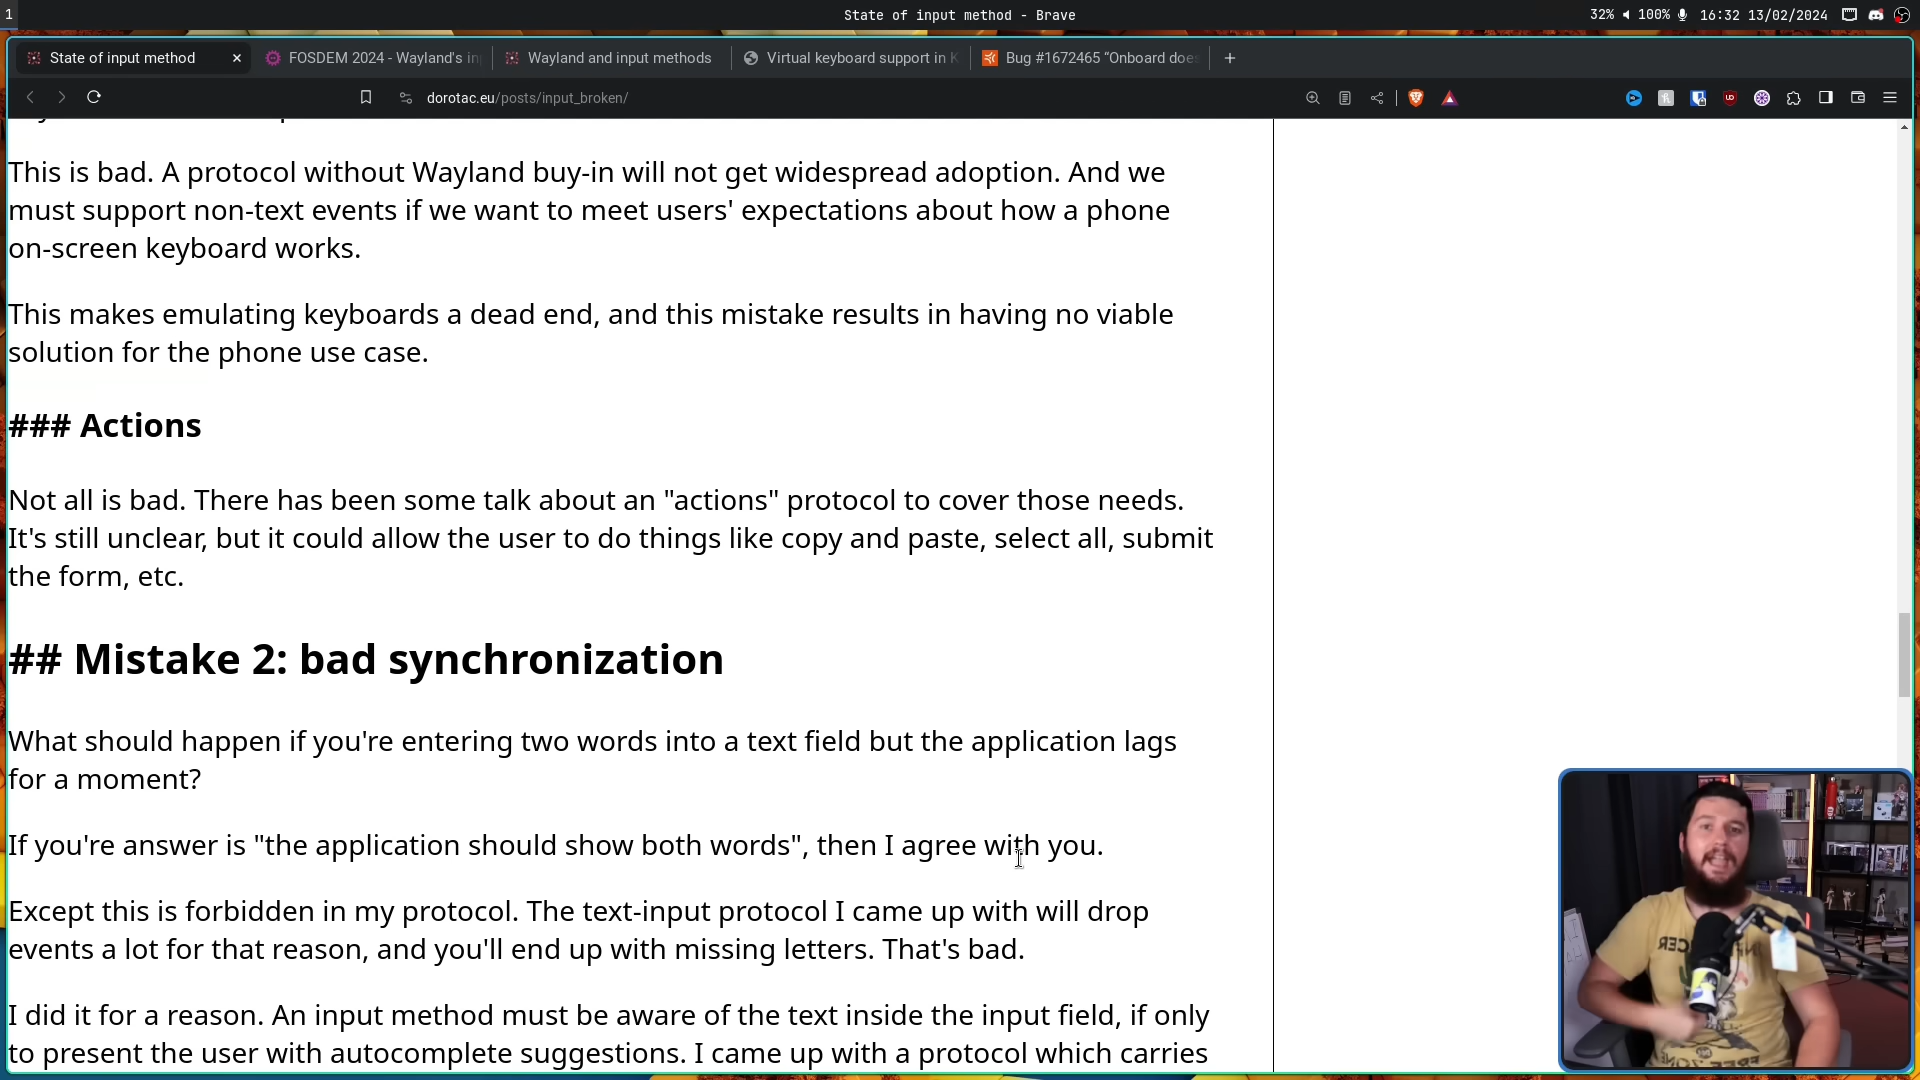 1
State of input method - Brave
32% 100% 16:32 13/02/2024
State of input method
FOSDEM 2024 - Wayland's in
Wayland and input methods
Virtual keyboard support in K
Bug #1672465 “Onboard does
dorotac.eu/posts/input_broken/
This is bad. A protocol without Wayland buy-in will not get widespread adoption. And we
must support non-text events if we want to meet users' expectations about how a phone
on-screen keyboard works.
This makes emulating keyboards a dead end, and this mistake results in having no viable
solution for the phone use case.
### Actions
Not all is bad. There has been some talk about an "actions" protocol to cover those needs.
It's still unclear, but it could allow the user to do things like copy and paste, select all, submit
the form, etc.
## Mistake 2: bad synchronization
What should happen if you're entering two words into a text field but the application lags
for a moment?
If you're answer is "the application should show both words", then I agree with you.
Except this is forbidden in my protocol. The text-input protocol I came up with will drop
events a lot for that reason, and you'll end up with missing letters. That's bad.
I did it for a reason. An input method must be aware of the text inside the input field, if only
to present the user with autocomplete suggestions. I came up with a protocol which carries